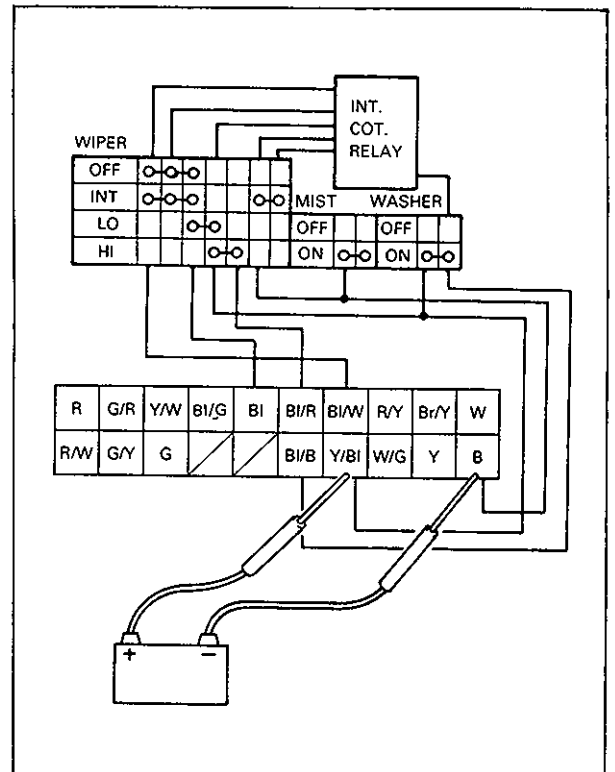 INT.
COT.
RELAY
WIPER
OFF
INT
LO
HI
MIST
OFF
ON
WASHER
OFF
ON
R G/R Y/W Bl/G Bl Bl/R Bl/W R/Y Br/Y W
R/W G/Y G Bl/B Y/Bl W/G Y B
+ −